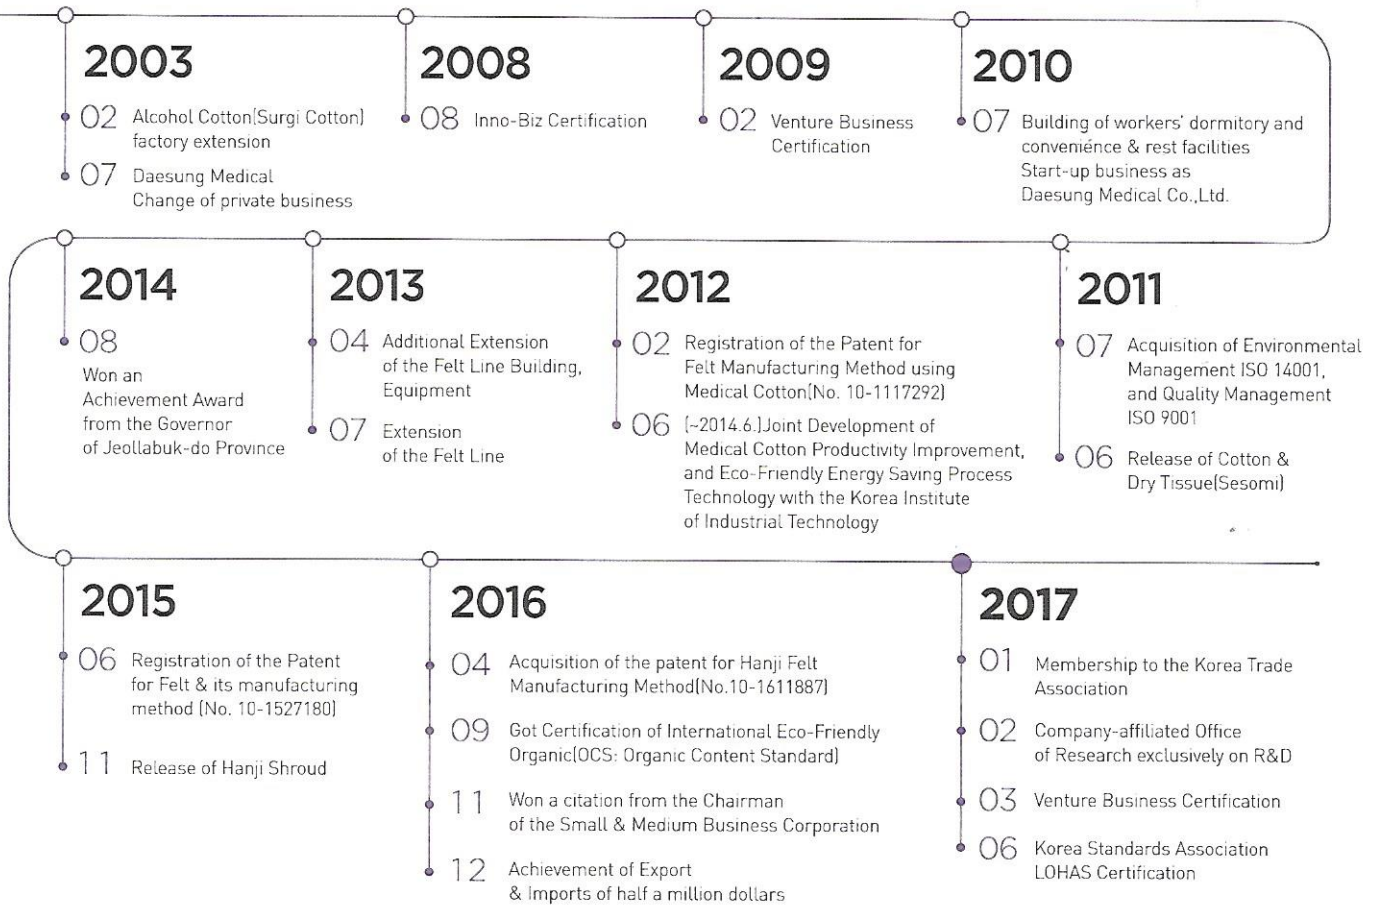 2003
02 Alcohol Cotton(Surgi Cotton)
factory extension
07 Daesung Medical
Change of private business
2008
08 Inno-Biz Certification
2009
02 Venture Business
Certification
2010
07 Building of workers' dormitory and
conveniénce & rest facilities
Start-up business as
Daesung Medical Co.,Ltd.
2011
07 Acquisition of Environmental
Management ISO 14001,
and Quality Management
ISO 9001
06 Release of Cotton &
Dry Tissue(Sesomi)
2012
02 Registration of the Patent for
Felt Manufacturing Method using
Medical Cotton(No. 10-1117292)
06 (~2014.6.)Joint Development of
Medical Cotton Productivity Improvement,
and Eco-Friendly Energy Saving Process
Technology with the Korea Institute
of Industrial Technology
2013
04 Additional Extension
of the Felt Line Building,
Equipment
07 Extension
of the Felt Line
2014
08
Won an
Achievement Award
from the Governor
of Jeollabuk-do Province
2015
06 Registration of the Patent
for Felt & its manufacturing
method (No. 10-1527180)
11 Release of Hanji Shroud
2016
04 Acquisition of the patent for Hanji Felt
Manufacturing Method(No.10-1611887)
09 Got Certification of International Eco-Friendly
Organic(OCS: Organic Content Standard)
11 Won a citation from the Chairman
of the Small & Medium Business Corporation
12 Achievement of Export
& Imports of half a million dollars
2017
01 Membership to the Korea Trade
Association
02 Company-affiliated Office
of Research exclusively on R&D
03 Venture Business Certification
06 Korea Standards Association
LOHAS Certification